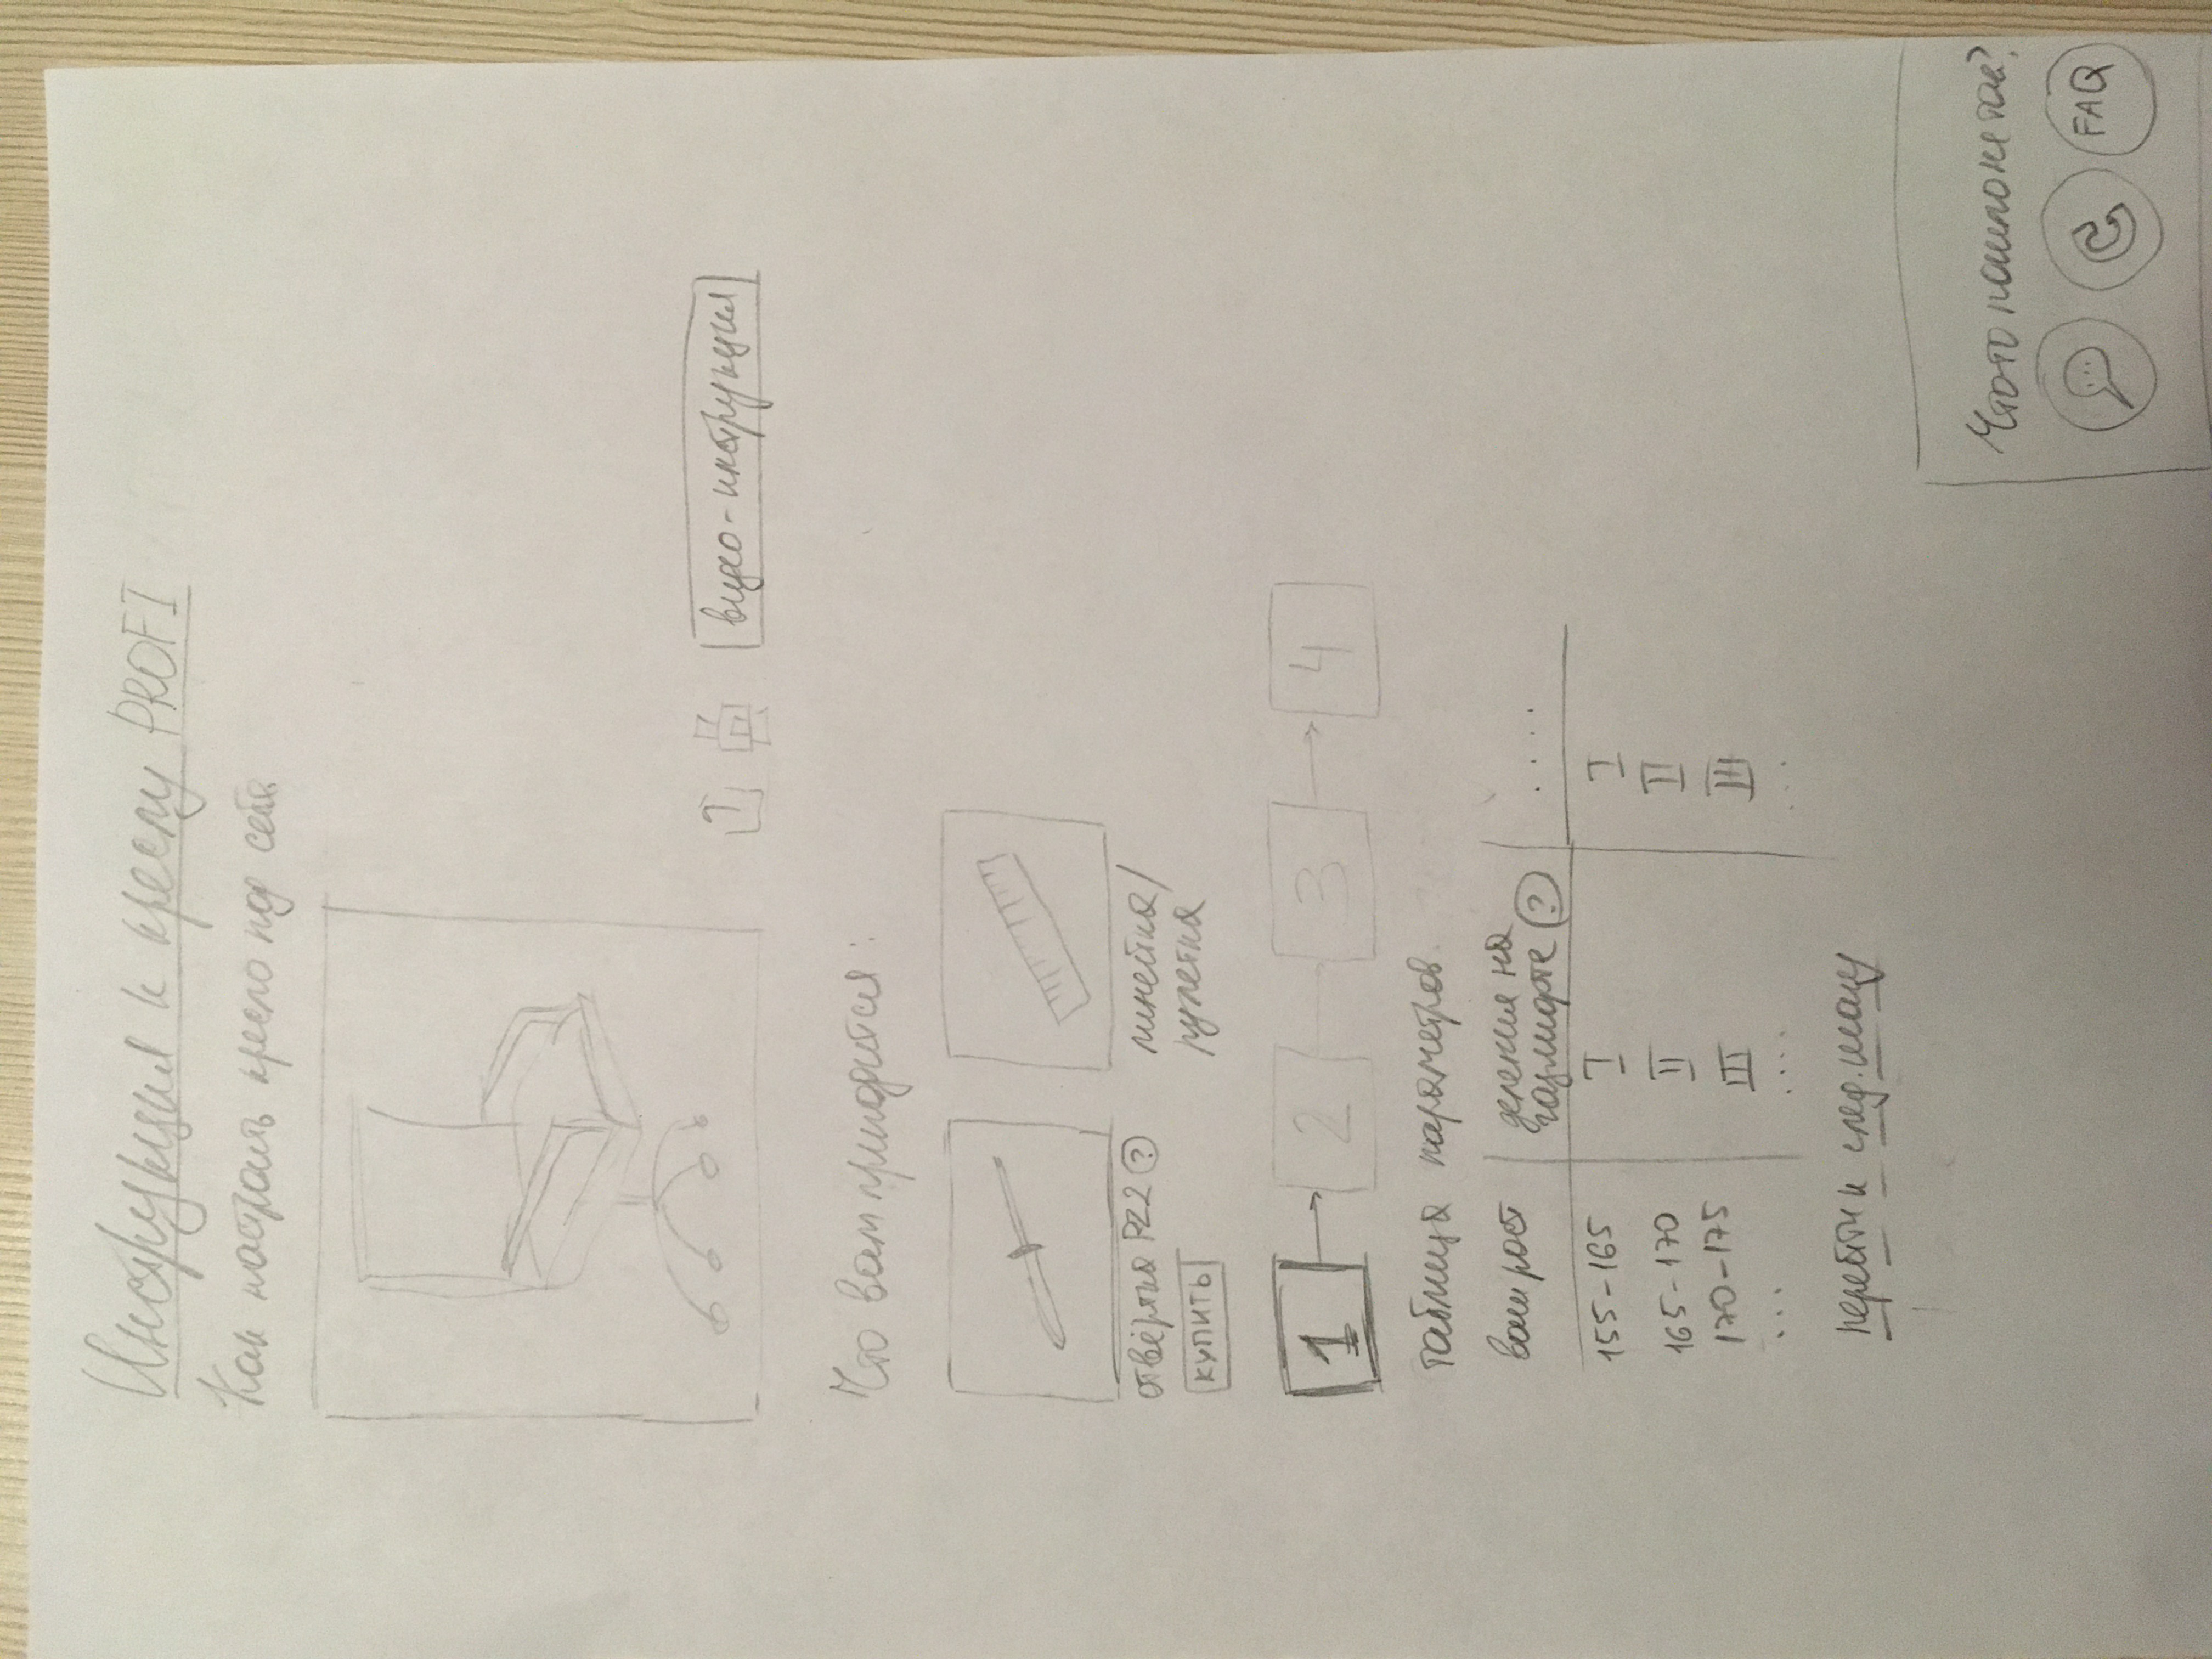 Инструкция к креслу PROFI
Как настроить кресло под себя
видео-инструкция
Что вам пригодится:
отвёртка PZ2 ?
купить
линейка/
рулетка
1 2 3 4
таблица параметров
ваш рост
деления на
газлифте ?
....
155-165 I I
165-170 II II
170-175 III III
... .... ...
перейти к след. шагу
Что-то пошло не так?
FAQ